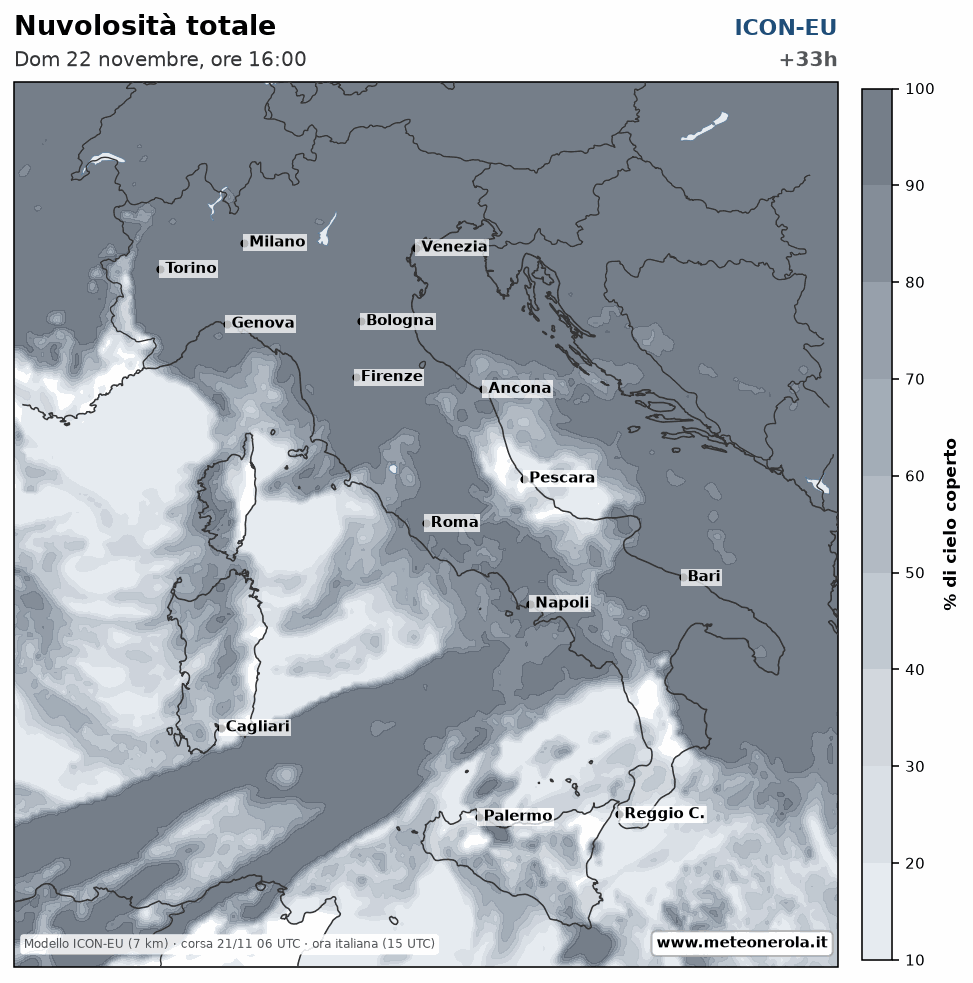 Nuvolosità totale
ICON-EU
Dom 22 novembre, ore 16:00
+33h
Milano
Venezia
Torino
Genova
Bologna
Firenze
Ancona
Pescara
Roma
Bari
Napoli
Cagliari
Palermo
Reggio C.
100
90
80
70
60
50
40
30
20
10
% di cielo coperto
Modello ICON-EU (7 km) · corsa 21/11 06 UTC · ora italiana (15 UTC)
www.meteonerola.it